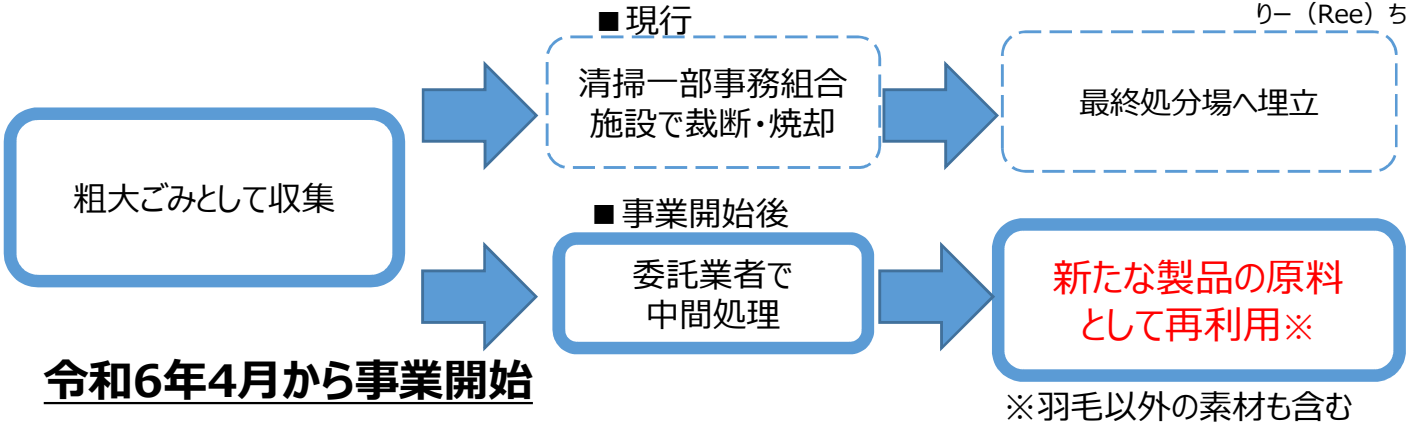 りー（Ree）ち
■現行
清掃一部事務組合
施設で裁断・焼却
最終処分場へ埋立
粗大ごみとして収集
■事業開始後
委託業者で
中間処理
新たな製品の原料
として再利用※
令和6年4月から事業開始
※羽毛以外の素材も含む